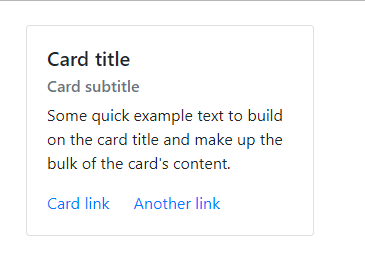 Card title
Card subtitle
Some quick example text to build
on the card title and make up the
bulk of the card's content.
Card link Another link